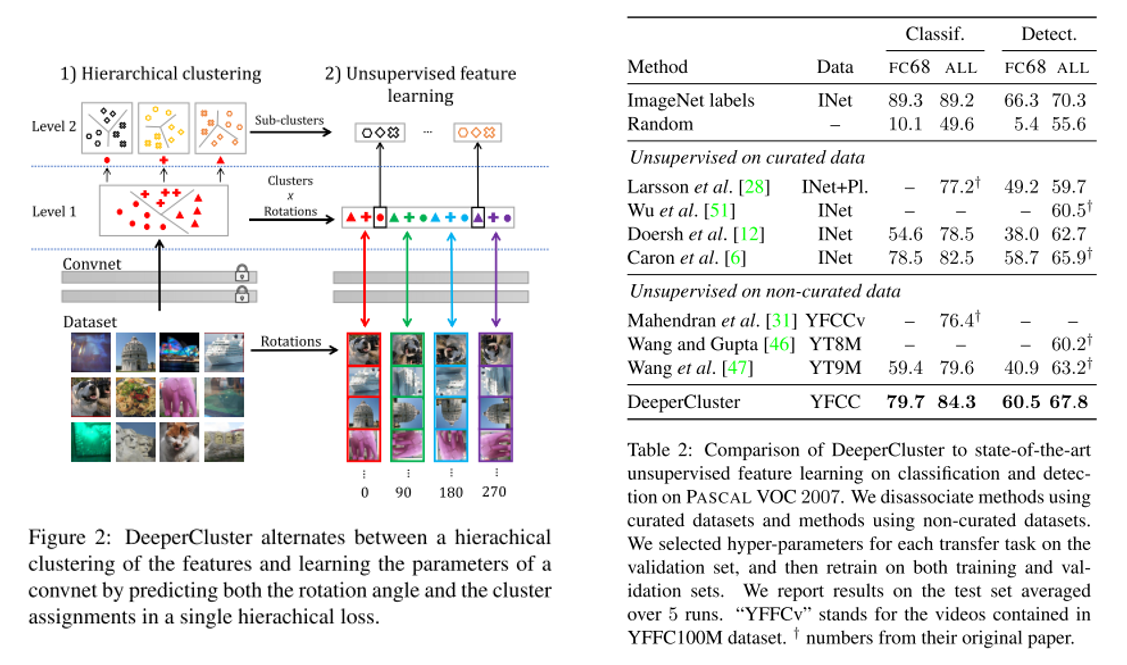 1) Hierarchical clustering
2) Unsupervised feature
learning
Level 2
Sub-clusters
...
Level 1
Clusters
x
Rotations
Convnet
Dataset
Rotations
0 90 180 270
Figure 2: DeeperCluster alternates between a hierachical
clustering of the features and learning the parameters of a
convnet by predicting both the rotation angle and the cluster
assignments in a single hierachical loss.
Classif. Detect.
Method Data FC68 ALL FC68 ALL
ImageNet labels INet 89.3 89.2 66.3 70.3
Random – 10.1 49.6 5.4 55.6
Unsupervised on curated data
Larsson et al. [28] INet+Pl. – 77.2† 49.2 59.7
Wu et al. [51] INet – – – 60.5†
Doersh et al. [12] INet 54.6 78.5 38.0 62.7
Caron et al. [6] INet 78.5 82.5 58.7 65.9†
Unsupervised on non-curated data
Mahendran et al. [31] YFCCv – 76.4† – –
Wang and Gupta [46] YT8M – – – 60.2†
Wang et al. [47] YT9M 59.4 79.6 40.9 63.2†
DeeperCluster YFCC 79.7 84.3 60.5 67.8
Table 2: Comparison of DeeperCluster to state-of-the-art
unsupervised feature learning on classification and detec-
tion on PASCAL VOC 2007. We disassociate methods using
curated datasets and methods using non-curated datasets.
We selected hyper-parameters for each transfer task on the
validation set, and then retrain on both training and val-
idation sets. We report results on the test set averaged
over 5 runs. “YFFCv” stands for the videos contained in
YFFC100M dataset. † numbers from their original paper.